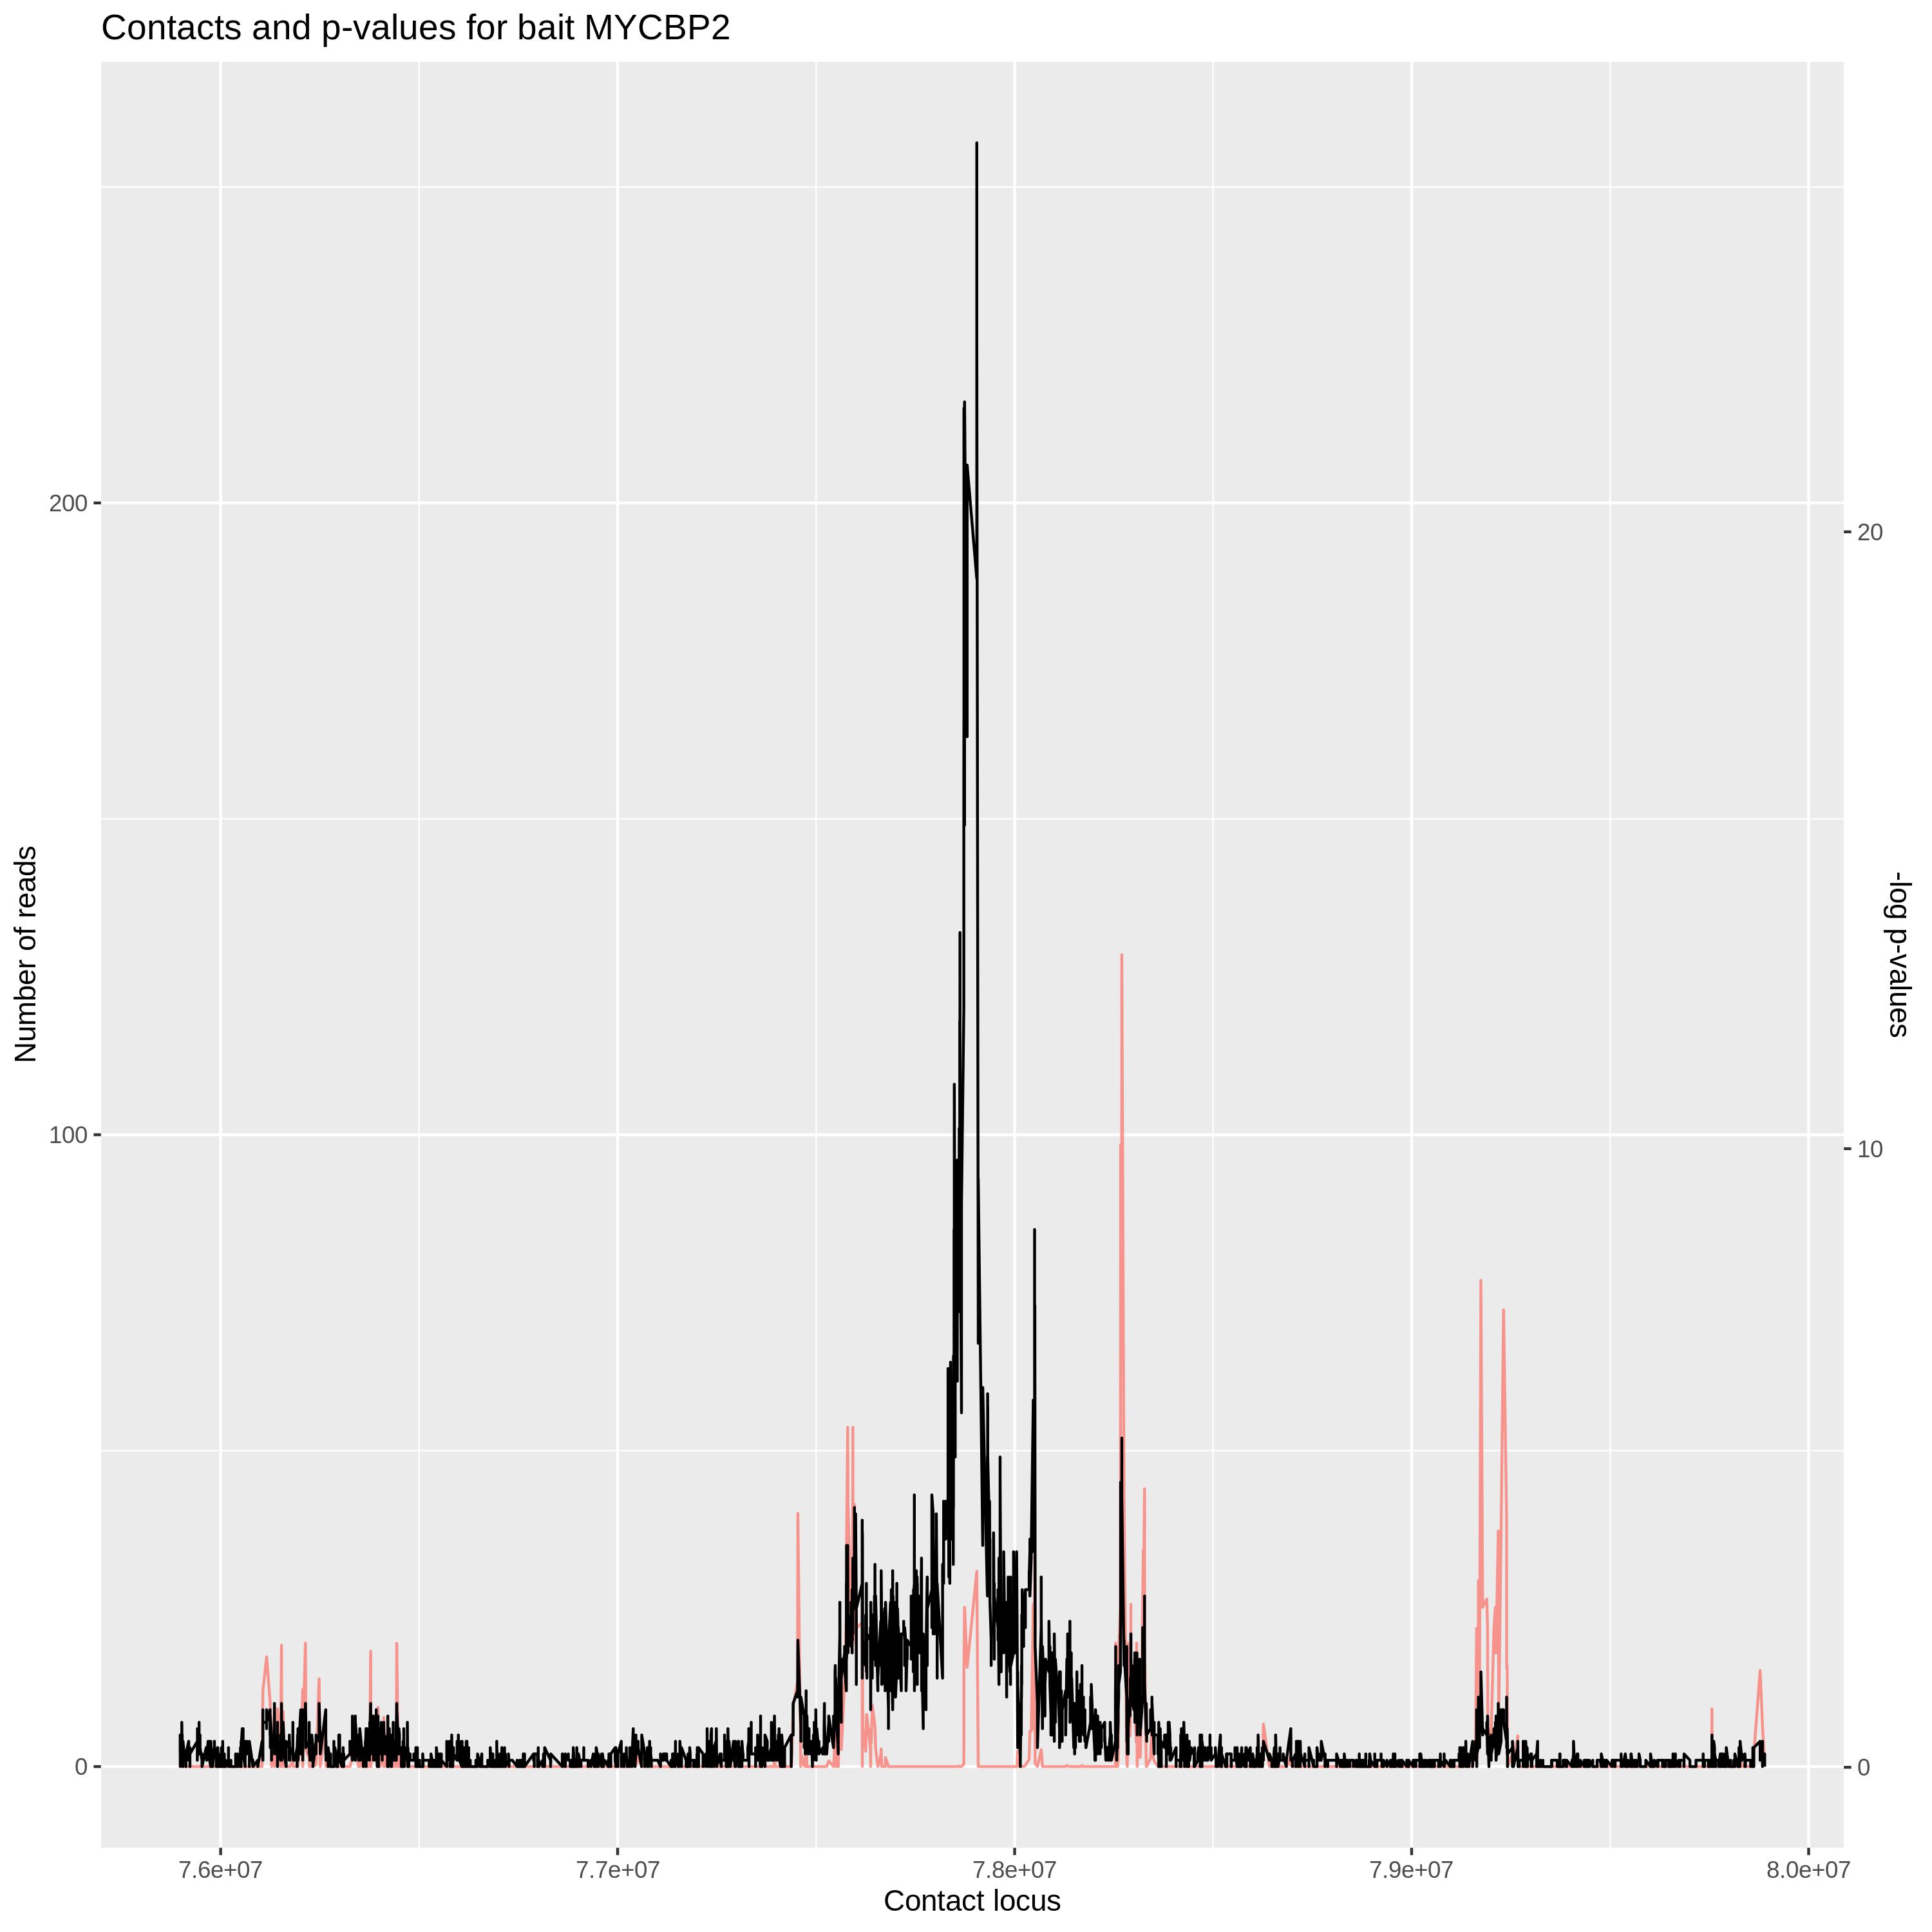 Contacts and p-values for bait MYCBP2
Number of reads
200
100
0
20
10
0
-log p-values
7.6e+07
7.7e+07
7.8e+07
7.9e+07
8.0e+07
Contact locus